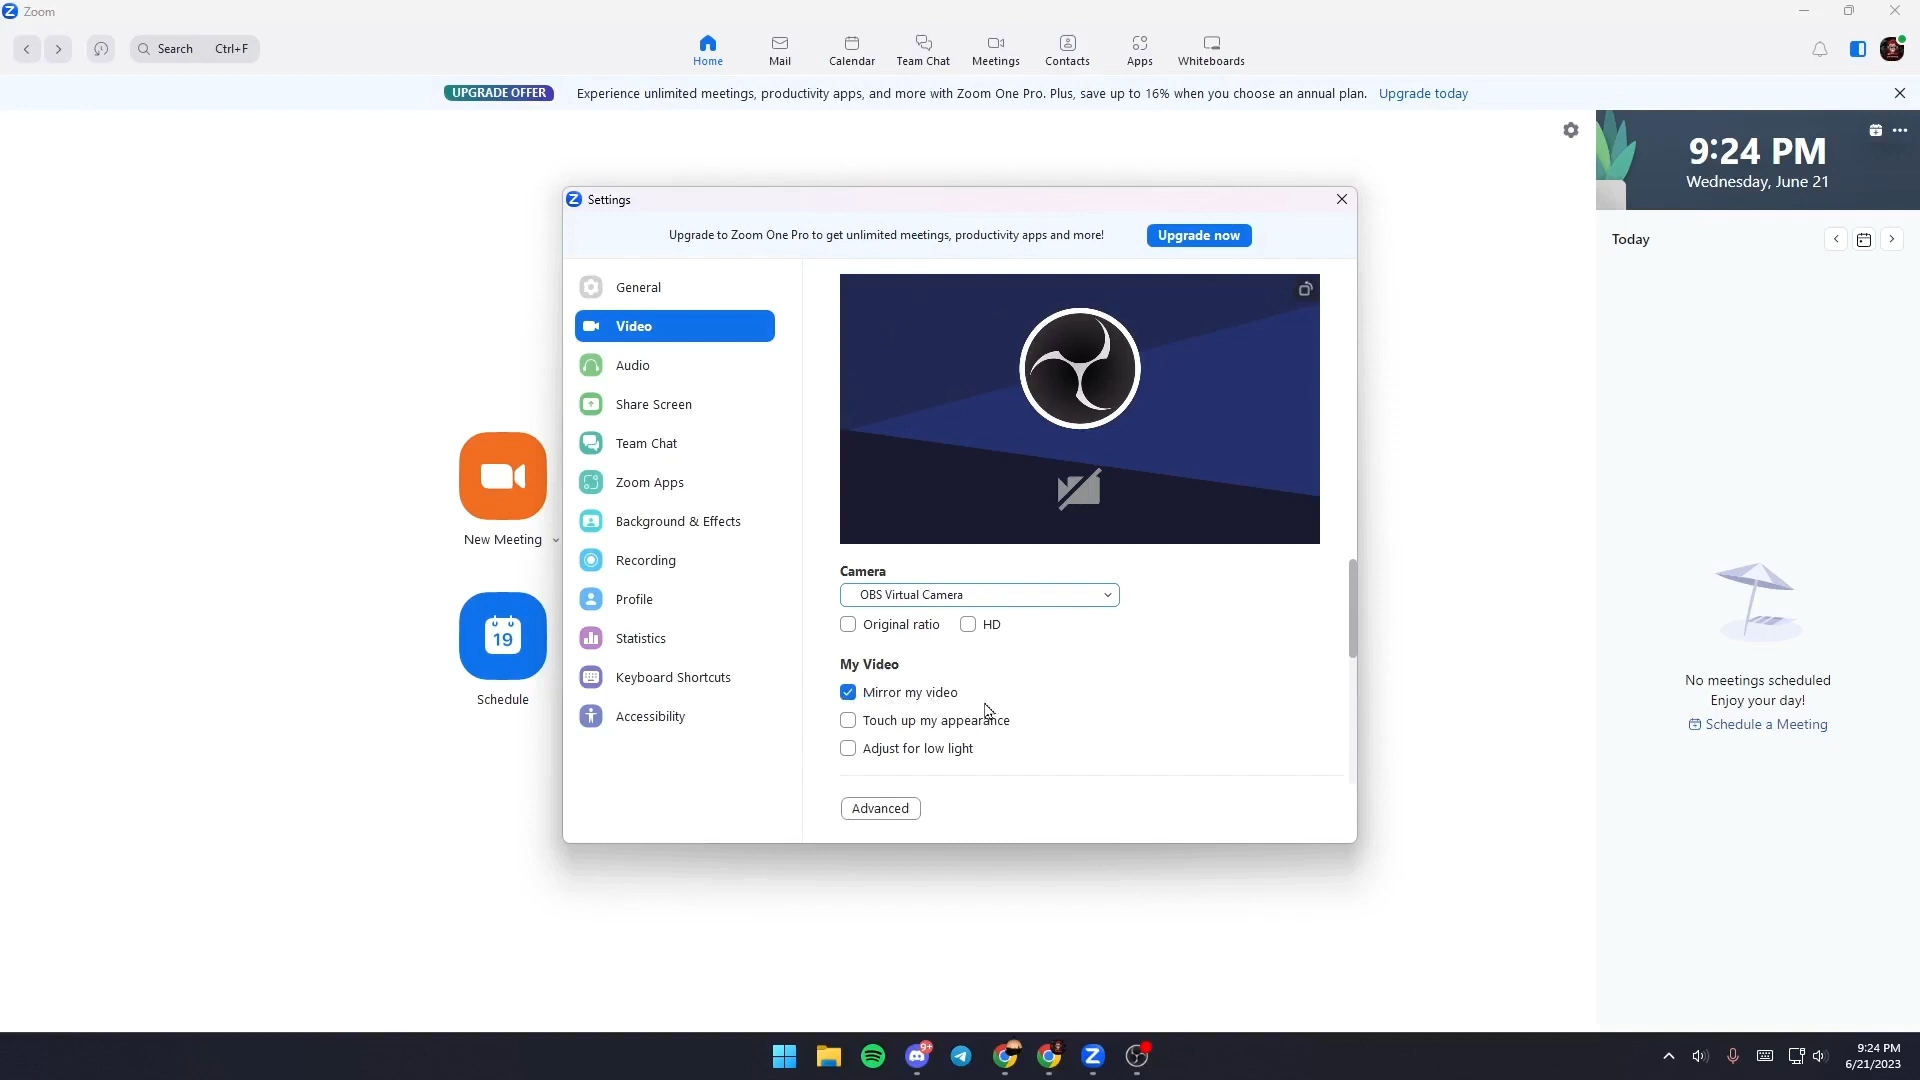 Zoom
Search Ctrl+F
Home
Mail
Calendar
Team Chat
Meetings
Contacts
Apps
Whiteboards
UPGRADE OFFER Experience unlimited meetings, productivity apps, and more with Zoom One Pro. Plus, save up to 16% when you choose an annual plan. Upgrade today
9:24 PM
Wednesday, June 21
Today
No meetings scheduled
Enjoy your day!
Schedule a Meeting
New Meeting
19
Schedule
Settings
Upgrade to Zoom One Pro to get unlimited meetings, productivity apps and more! Upgrade now
General
Video
Audio
Share Screen
Team Chat
Zoom Apps
Background & Effects
Recording
Profile
Statistics
Keyboard Shortcuts
Accessibility
Camera
OBS Virtual Camera
Original ratio HD
My Video
Mirror my video
Touch up my appearance
Adjust for low light
Advanced
9+
9:24 PM
6/21/2023